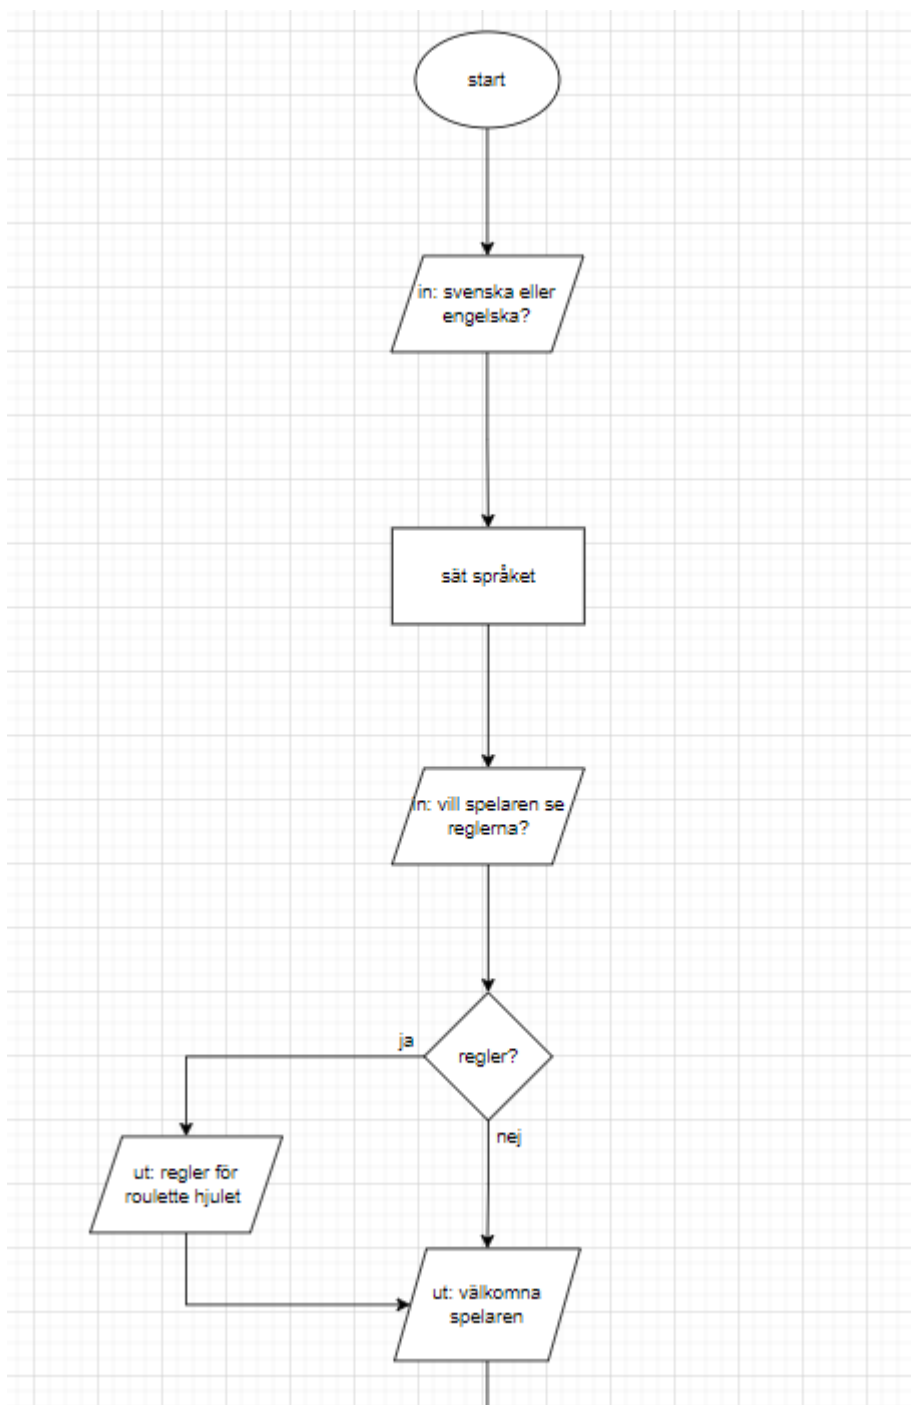 start
in: svenska eller
engelska?
sät språket
in: vill spelaren se
reglerna?
regler?
ja
nej
ut: regler för
roulette hjulet
ut: välkomna
spelaren